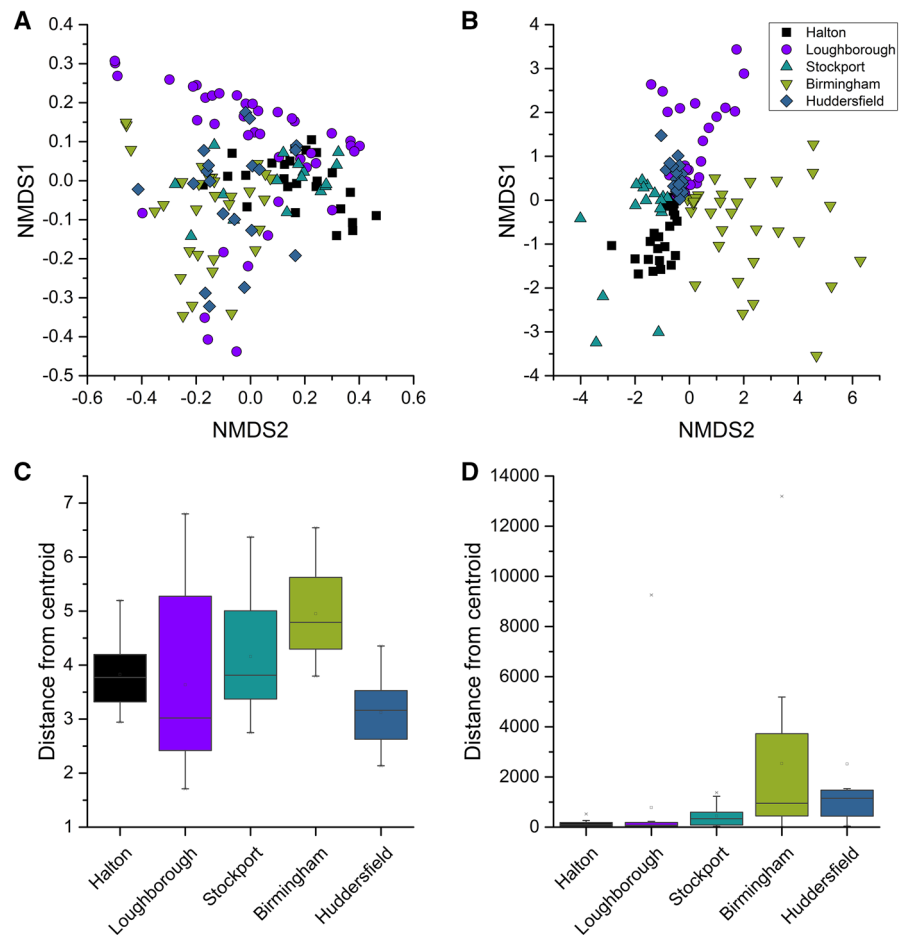 A
0.4
0.3
0.2
0.1
0.0
-0.1
-0.2
-0.3
-0.4
-0.5
NMDS1
-0.6 -0.4 -0.2 0.0 0.2 0.4 0.6
NMDS2
B
4
3
2
1
0
-1
-2
-3
-4
NMDS1
-4 -2 0 2 4 6
NMDS2
Halton
Loughborough
Stockport
Birmingham
Huddersfield
C
7
6
5
4
3
2
1
Distance from centroid
Halton
Loughborough
Stockport
Birmingham
Huddersfield
D
14000
12000
10000
8000
6000
4000
2000
0
Distance from centroid
Halton
Loughborough
Stockport
Birmingham
Huddersfield